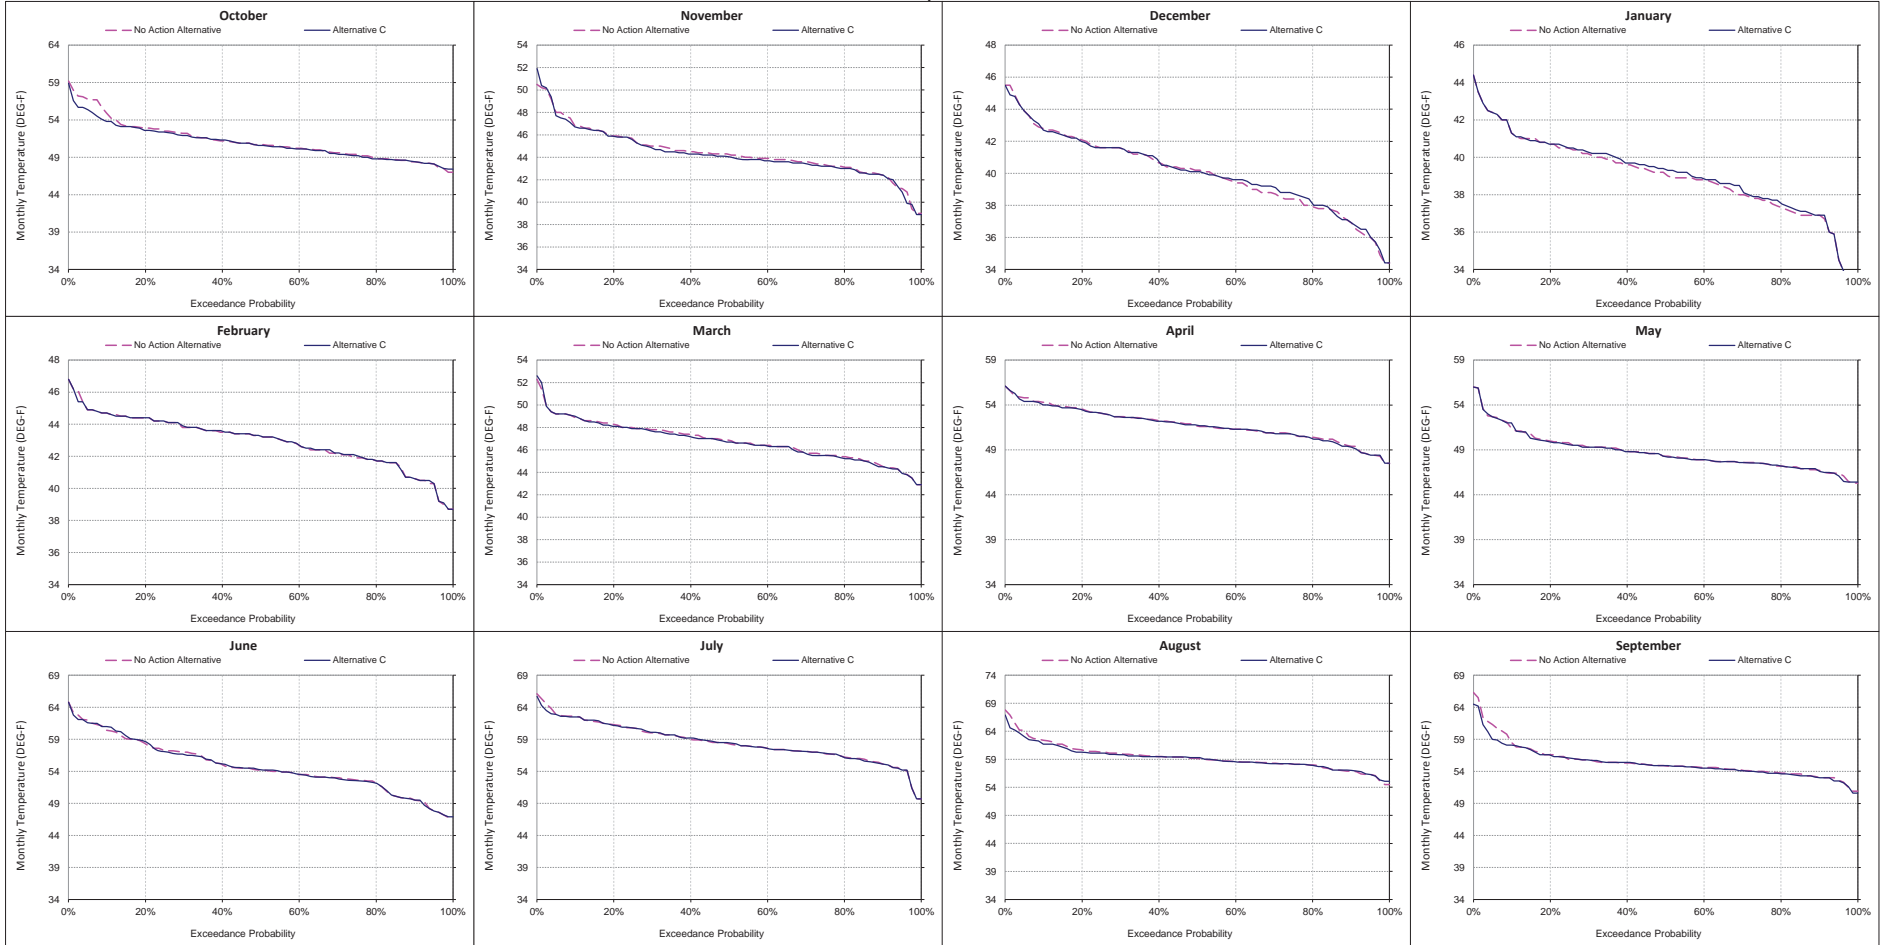 October
No Action Alternative Alternative C
Monthly Temperature (DEG-F)
64
59
54
49
44
39
34
0% 20% 40% 60% 80% 100%
Exceedance Probability
November
No Action Alternative Alternative C
Monthly Temperature (DEG-F)
54
52
50
48
46
44
42
40
38
36
34
0% 20% 40% 60% 80% 100%
Exceedance Probability
December
No Action Alternative Alternative C
Monthly Temperature (DEG-F)
48
46
44
42
40
38
36
34
0% 20% 40% 60% 80% 100%
Exceedance Probability
January
No Action Alternative Alternative C
Monthly Temperature (DEG-F)
46
44
42
40
38
36
34
0% 20% 40% 60% 80% 100%
Exceedance Probability
February
No Action Alternative Alternative C
Monthly Temperature (DEG-F)
48
46
44
42
40
38
36
34
0% 20% 40% 60% 80% 100%
Exceedance Probability
March
No Action Alternative Alternative C
Monthly Temperature (DEG-F)
54
52
50
48
46
44
42
40
38
36
34
0% 20% 40% 60% 80% 100%
Exceedance Probability
April
No Action Alternative Alternative C
Monthly Temperature (DEG-F)
59
54
49
44
39
34
0% 20% 40% 60% 80% 100%
Exceedance Probability
May
No Action Alternative Alternative C
Monthly Temperature (DEG-F)
59
54
49
44
39
34
0% 20% 40% 60% 80% 100%
Exceedance Probability
June
No Action Alternative Alternative C
Monthly Temperature (DEG-F)
69
64
59
54
49
44
39
34
0% 20% 40% 60% 80% 100%
Exceedance Probability
July
No Action Alternative Alternative C
Monthly Temperature (DEG-F)
69
64
59
54
49
44
39
34
0% 20% 40% 60% 80% 100%
Exceedance Probability
August
No Action Alternative Alternative C
Monthly Temperature (DEG-F)
74
69
64
59
54
49
44
39
34
0% 20% 40% 60% 80% 100%
Exceedance Probability
September
No Action Alternative Alternative C
Monthly Temperature (DEG-F)
69
64
59
54
49
44
39
34
0% 20% 40% 60% 80% 100%
Exceedance Probability